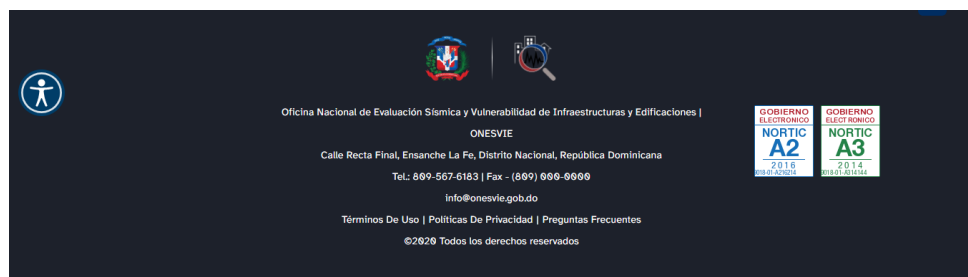 Oficina Nacional de Evaluación Sísmica y Vulnerabilidad de Infraestructuras y Edificaciones |
ONESVIE
Calle Recta Final, Ensanche La Fe, Distrito Nacional, República Dominicana
Tel.: 809-567-6183 | Fax - (809) 000-0000
info@onesvie.gob.do
Términos De Uso | Políticas De Privacidad | Preguntas Frecuentes
©2020 Todos los derechos reservados
GOBIERNO
ELECTRONICO
NORTIC
A2
2016
GOBIERNO
ELECTRONICO
NORTIC
A3
2014